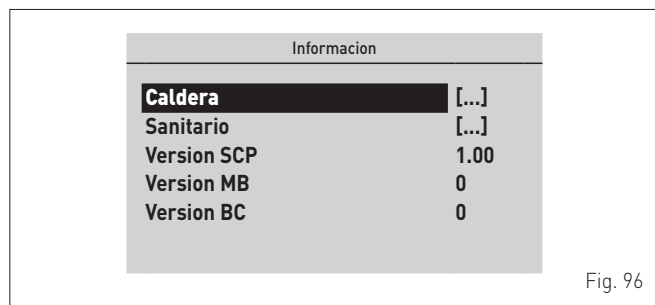 Informacion
Caldera [...]
Sanitario [...]
Version SCP 1.00
Version MB 0
Version BC 0
Fig. 96